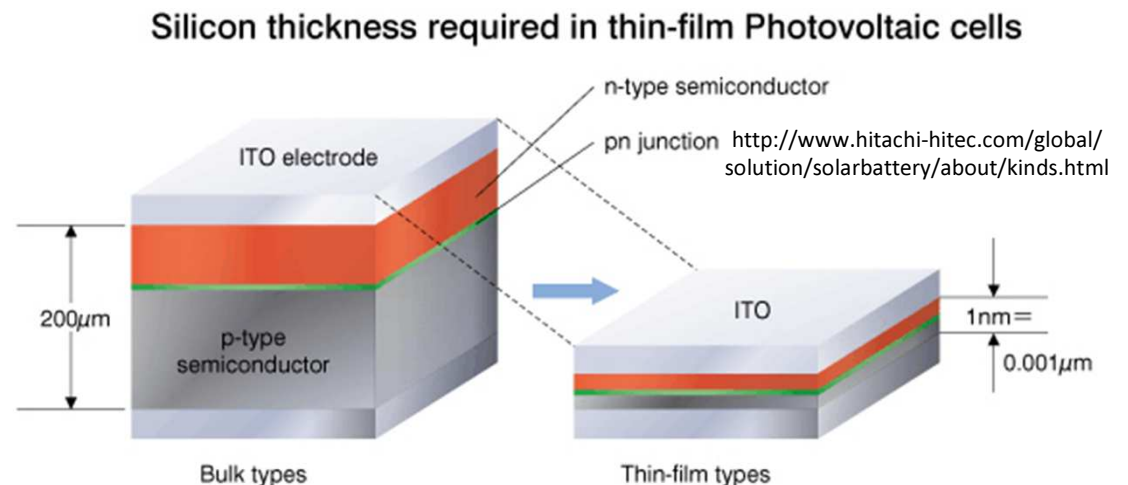 Silicon thickness required in thin-film Photovoltaic cells
n-type semiconductor
pn junction
http://www.hitachi-hitec.com/global/
solution/solarbattery/about/kinds.html
ITO electrode
200μm
p-type
semiconductor
ITO
1nm=
0.001μm
Bulk types
Thin-film types